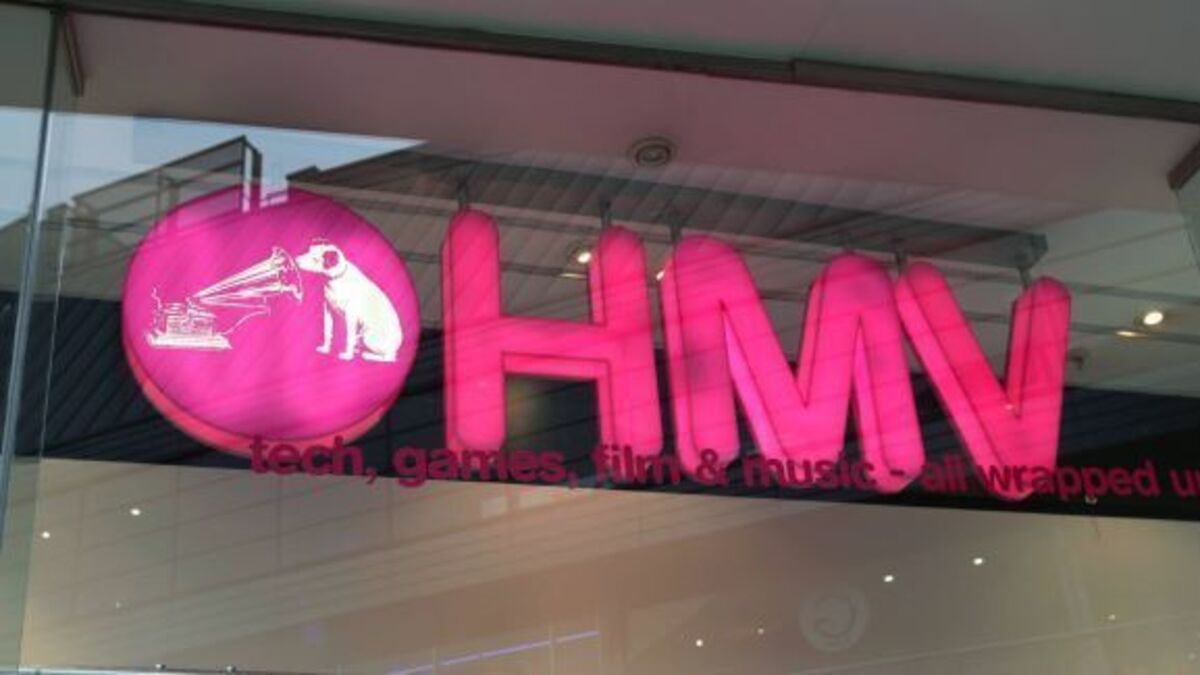 HMV
tech, games, film & music - all wrapped u